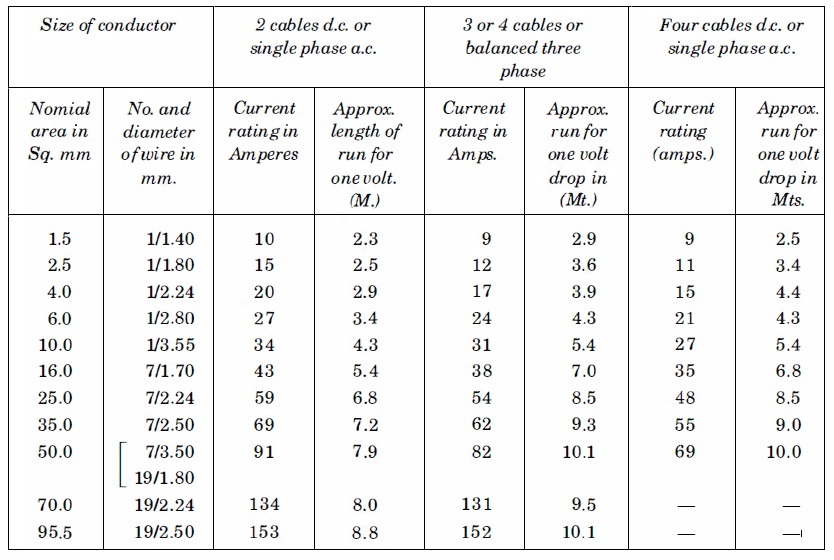 Size of conductor 2 cables d.c. or single phase a.c. 3 or 4 cables or balanced three phase Four cables d.c. or single phase a.c.
Nomial area in Sq. mm No. and diameter of wire in mm. Current rating in Amperes Approx. length of run for one volt. (M.) Current rating in Amps. Approx. run for one volt drop in (Mt.) Current rating (amps.) Approx. run for one volt drop in Mts.
1.5 1/1.40 10 2.3 9 2.9 9 2.5
2.5 1/1.80 15 2.5 12 3.6 11 3.4
4.0 1/2.24 20 2.9 17 3.9 15 4.4
6.0 1/2.80 27 3.4 24 4.3 21 4.3
10.0 1/3.55 34 4.3 31 5.4 27 5.4
16.0 7/1.70 43 5.4 38 7.0 35 6.8
25.0 7/2.24 59 6.8 54 8.5 48 8.5
35.0 7/2.50 69 7.2 62 9.3 55 9.0
50.0 7/3.50 91 7.9 82 10.1 69 10.0
19/1.80
70.0 19/2.24 134 8.0 131 9.5 — —
95.5 19/2.50 153 8.8 152 10.1 — —